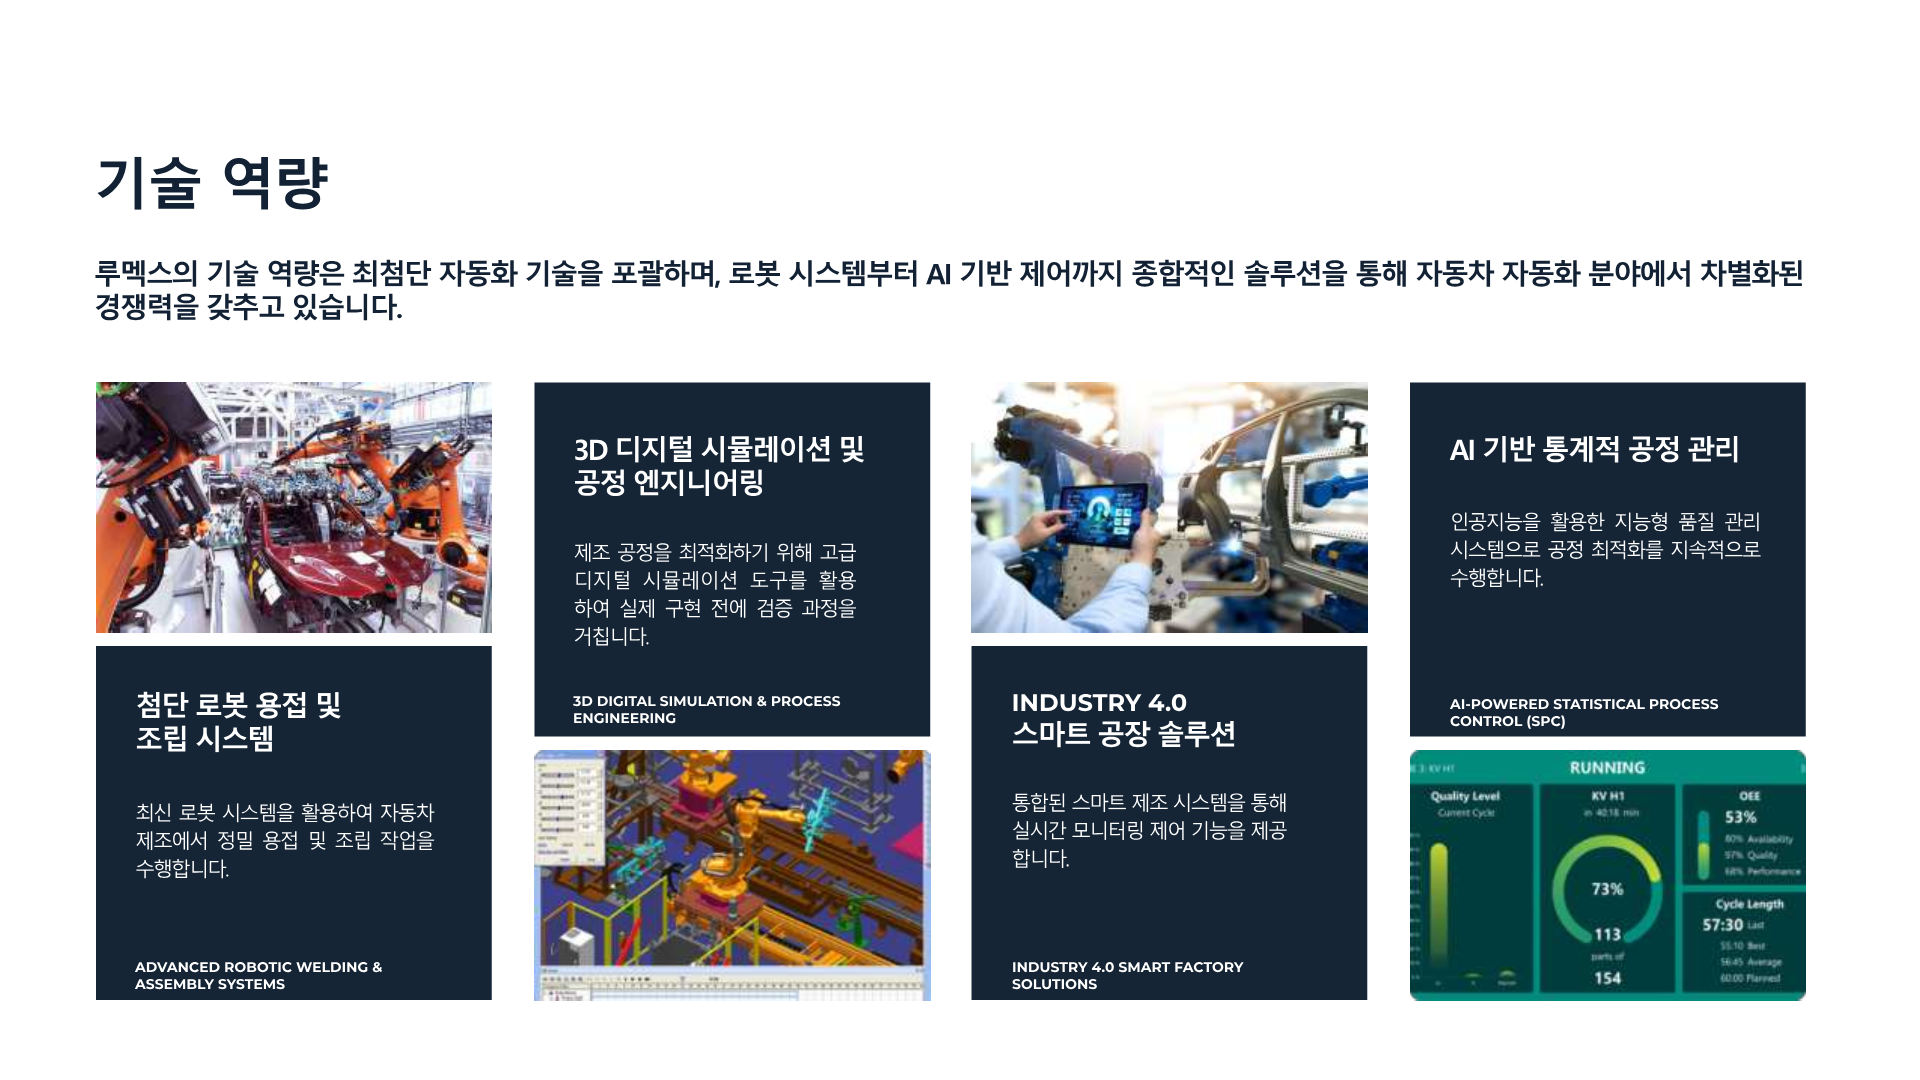 기술 역량
루멕스의 기술 역량은 최첨단 자동화 기술을 포괄하며, 로봇 시스템부터 AI 기반 제어까지 종합적인 솔루션을 통해 자동차 자동화 분야에서 차별화된
경쟁력을 갖추고 있습니다.
첨단 로봇 용접 및
조립 시스템
최신 로봇 시스템을 활용하여 자동차
제조에서 정밀 용접 및 조립 작업을
수행합니다.
ADVANCED ROBOTIC WELDING &
ASSEMBLY SYSTEMS
3D 디지털 시뮬레이션 및
공정 엔지니어링
제조 공정을 최적화하기 위해 고급
디지털 시뮬레이션 도구를 활용
하여 실제 구현 전에 검증 과정을
거칩니다.
3D DIGITAL SIMULATION & PROCESS
ENGINEERING
INDUSTRY 4.0
스마트 공장 솔루션
통합된 스마트 제조 시스템을 통해
실시간 모니터링 제어 기능을 제공
합니다.
INDUSTRY 4.0 SMART FACTORY
SOLUTIONS
AI 기반 통계적 공정 관리
인공지능을 활용한 지능형 품질 관리
시스템으로 공정 최적화를 지속적으로
수행합니다.
AI-POWERED STATISTICAL PROCESS
CONTROL (SPC)
RUNNING
Quality Level
Current Cycle
KV H1
in 40:18 min
73%
113
parts of
154
OEE
53%
80% Availability
97% Quality
68% Performance
Cycle Length
57:30 Last
55:10 Best
56:45 Average
60:00 Planned